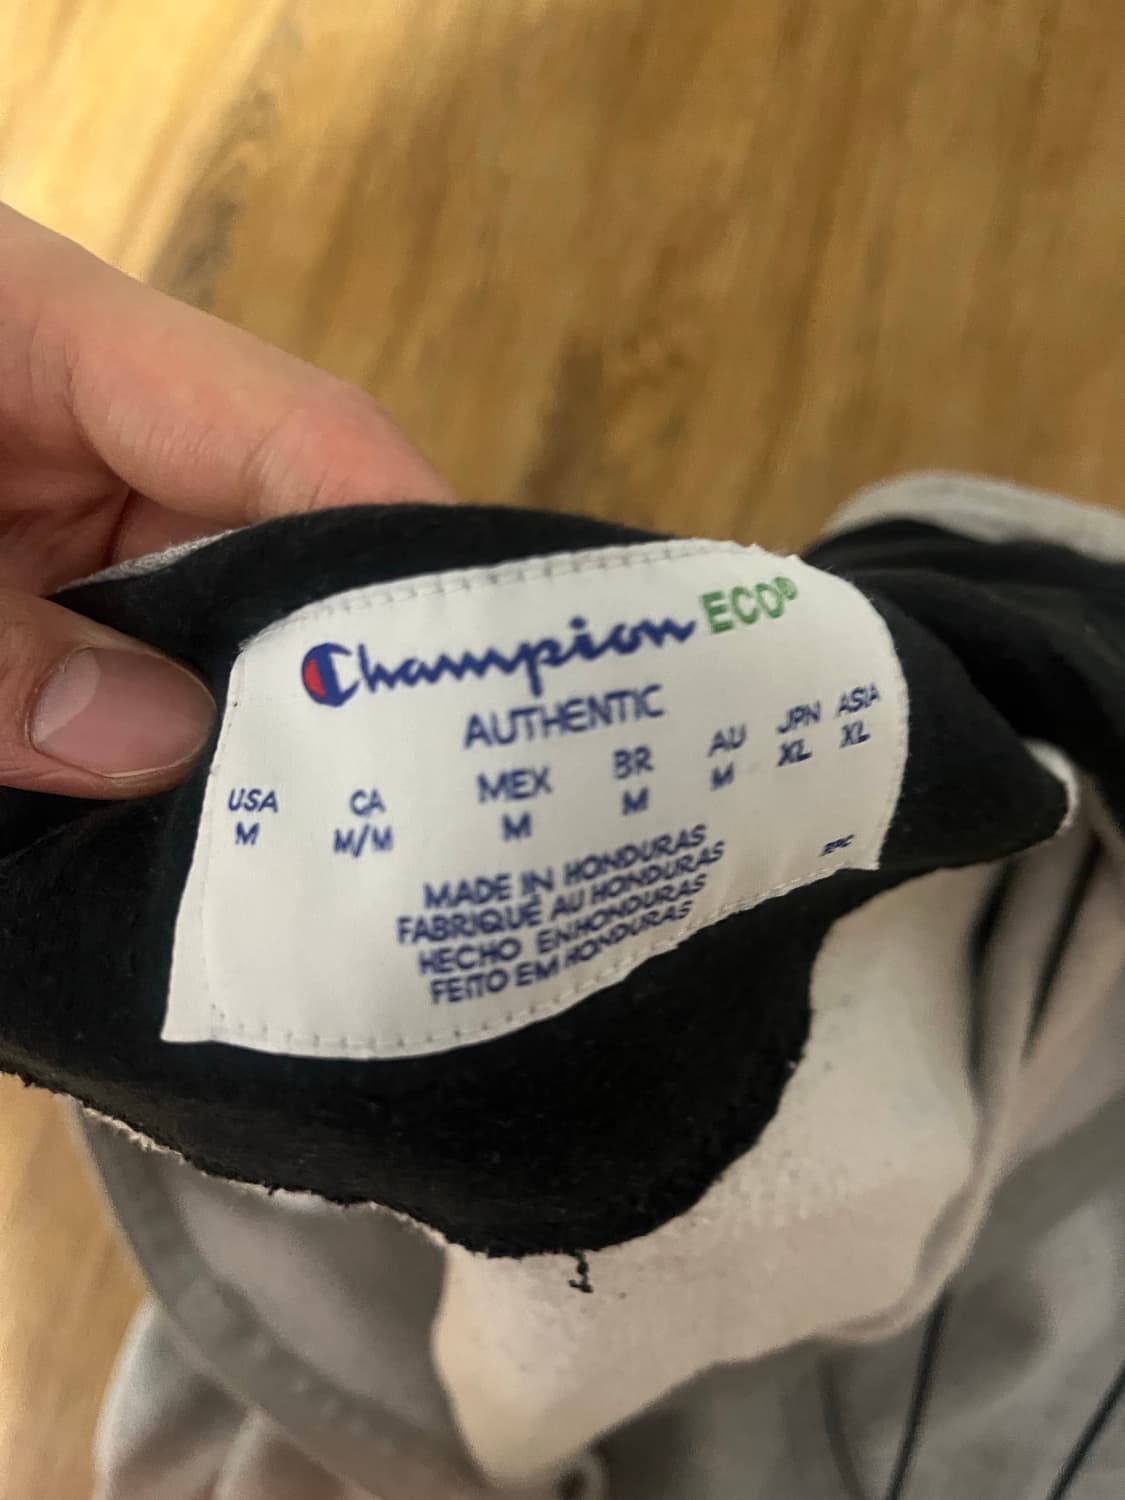 Champion ECO®
AUTHENTIC
USA CA MEX BR AU JPN ASIA
M M/M M M M XL XL
MADE IN HONDURAS
FABRIQUÉ AU HONDURAS
HECHO EN HONDURAS
FEITO EM HONDURAS